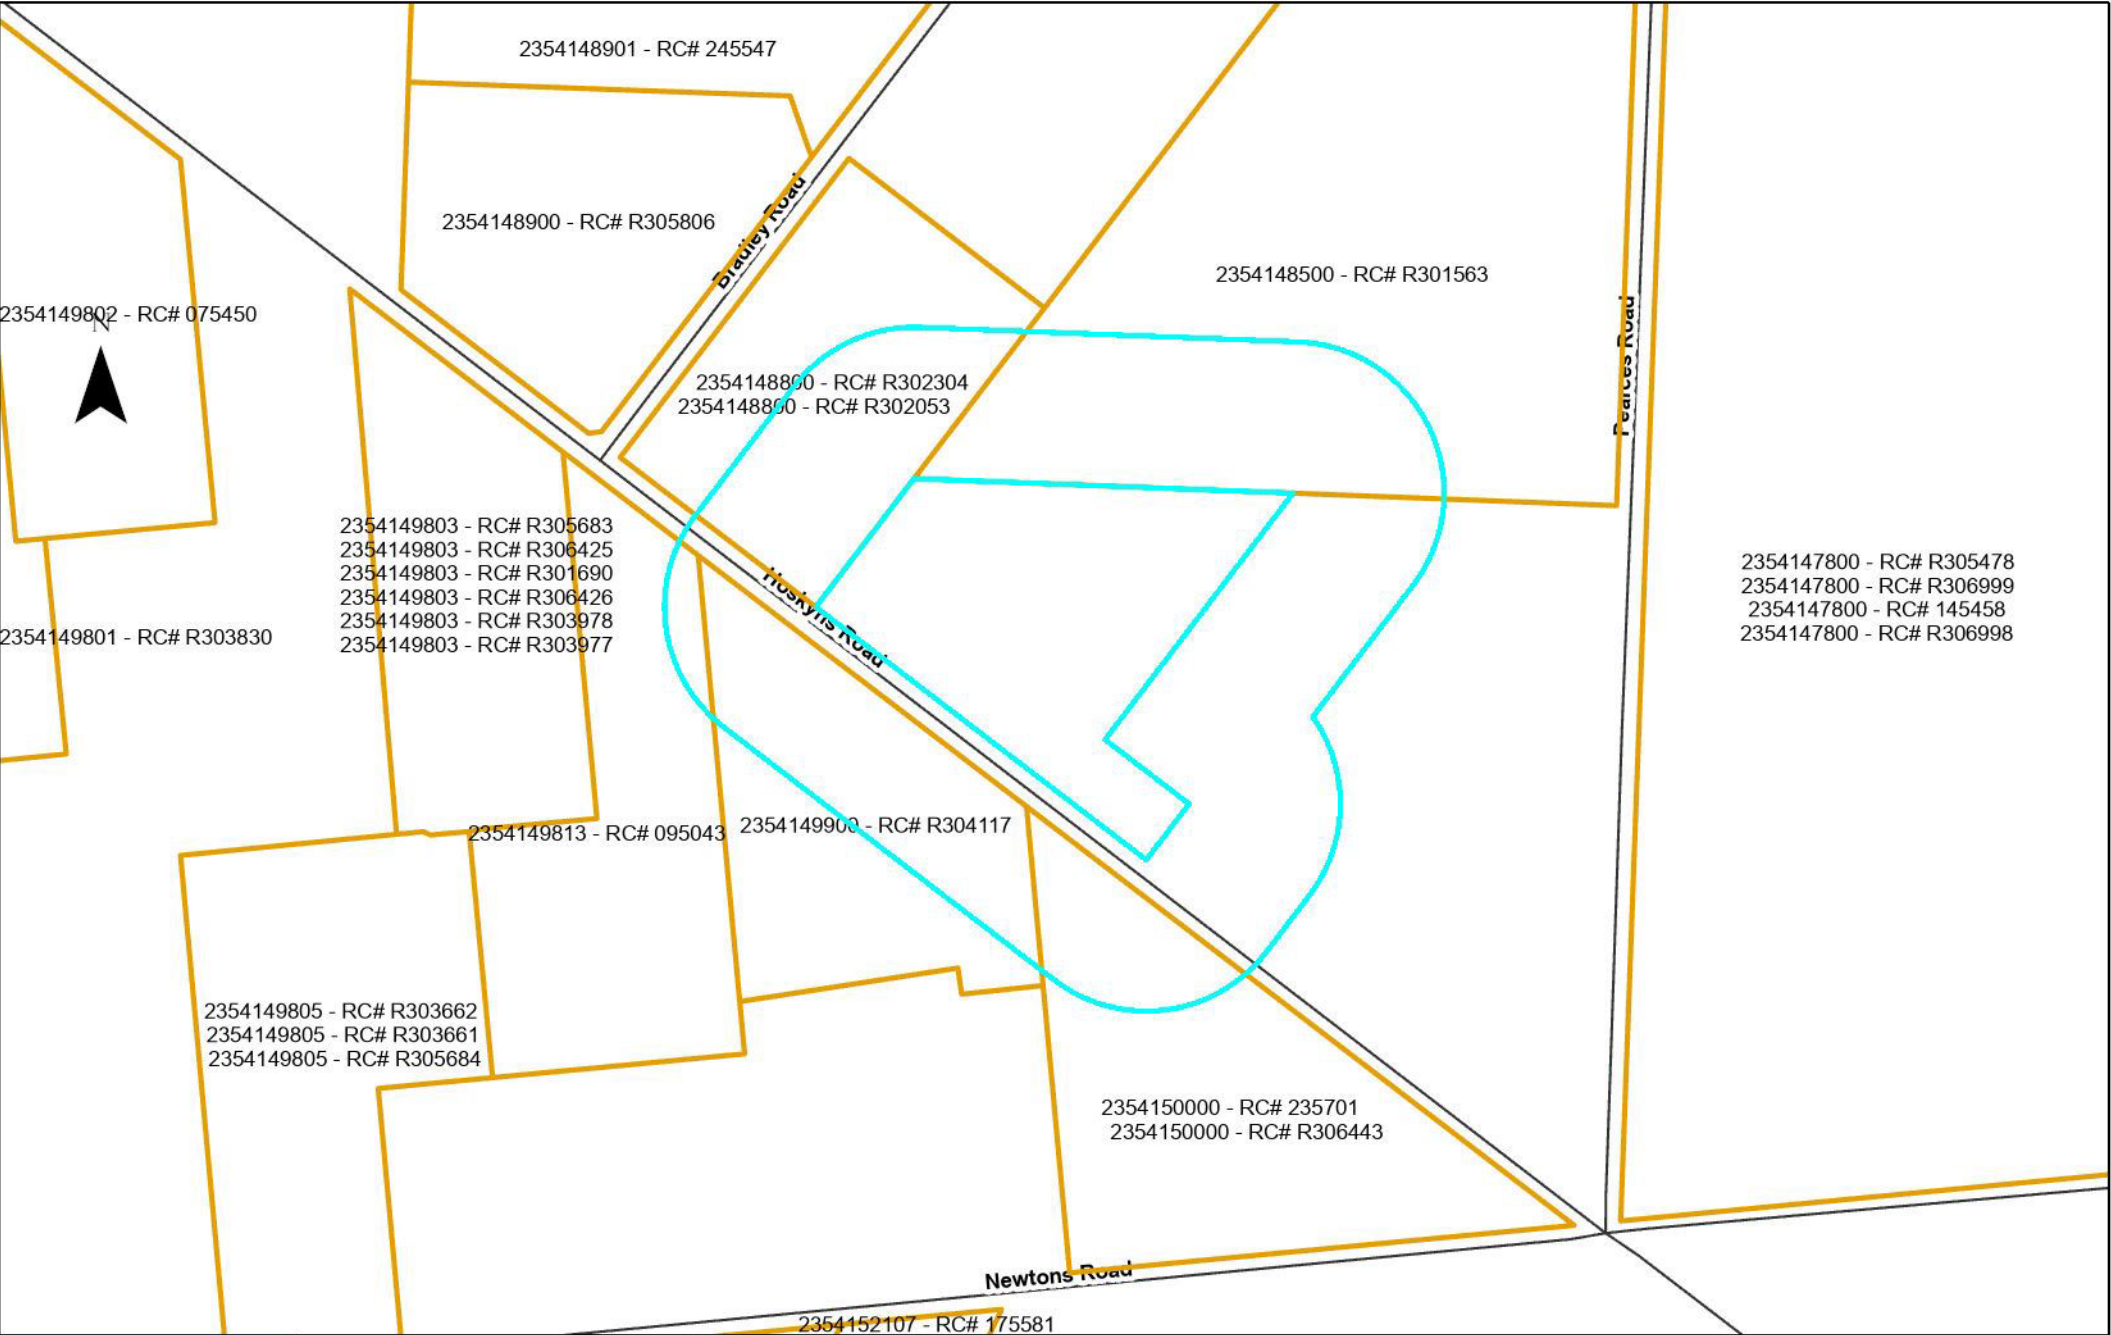 2354148901 - RC# 245547
2354148900 - RC# R305806
Bradley Road
2354148500 - RC# R301563
2354149802 - RC# 075450
N
Pearces Road
2354148800 - RC# R302304
2354148800 - RC# R302053
2354149803 - RC# R305683
2354149803 - RC# R306425
2354149803 - RC# R301690
2354149803 - RC# R306426
2354149803 - RC# R303978
2354149803 - RC# R303977
Hoskyns Road
2354147800 - RC# R305478
2354147800 - RC# R306999
2354147800 - RC# 145458
2354147800 - RC# R306998
2354149801 - RC# R303830
2354149813 - RC# 095043
2354149900 - RC# R304117
2354149805 - RC# R303662
2354149805 - RC# R303661
2354149805 - RC# R305684
2354150000 - RC# 235701
2354150000 - RC# R306443
Newtons Road
2354152107 - RC# 175581